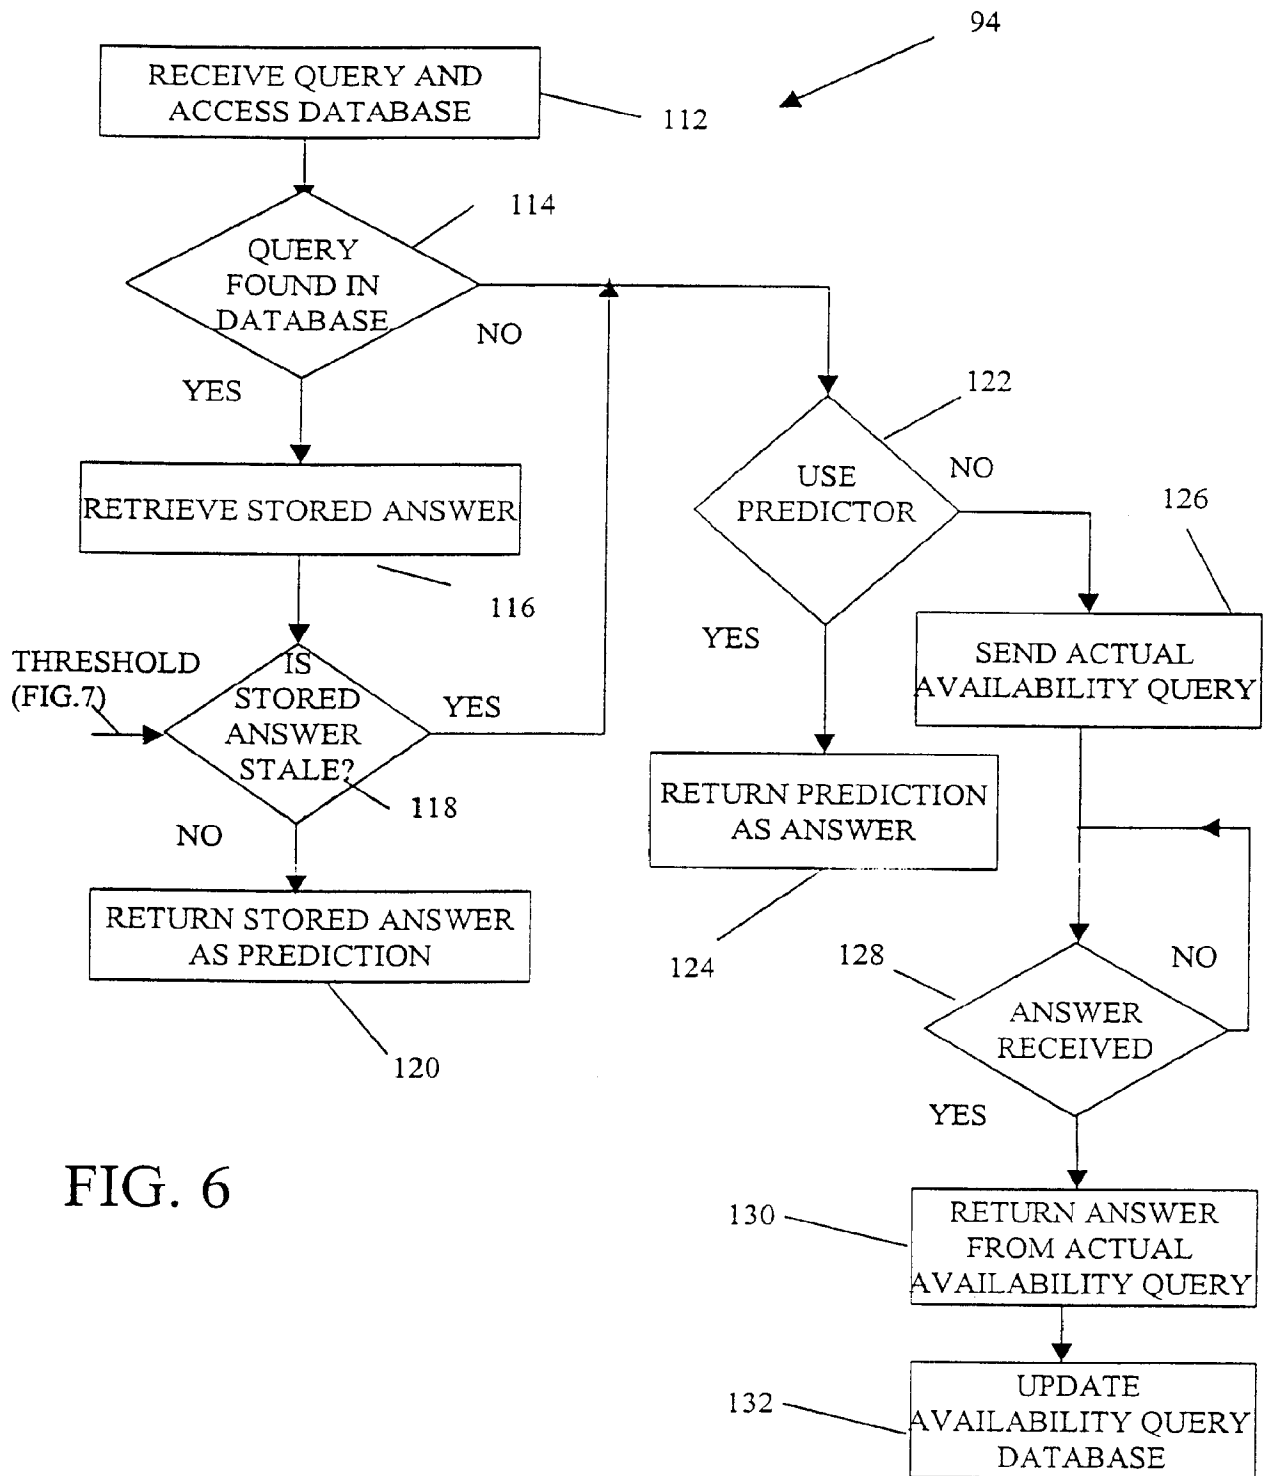 94
RECEIVE QUERY AND
ACCESS DATABASE
112
114
QUERY
FOUND IN
DATABASE
NO
YES
122
USE
PREDICTOR
NO
126
RETRIEVE STORED ANSWER
116
YES
SEND ACTUAL
AVAILABILITY QUERY
THRESHOLD
(FIG.7)
IS
STORED
ANSWER
STALE?
YES
118
NO
RETURN PREDICTION
AS ANSWER
124
RETURN STORED ANSWER
AS PREDICTION
120
128
NO
ANSWER
RECEIVED
YES
FIG. 6
130
RETURN ANSWER
FROM ACTUAL
AVAILABILITY QUERY
132
UPDATE
AVAILABILITY QUERY
DATABASE